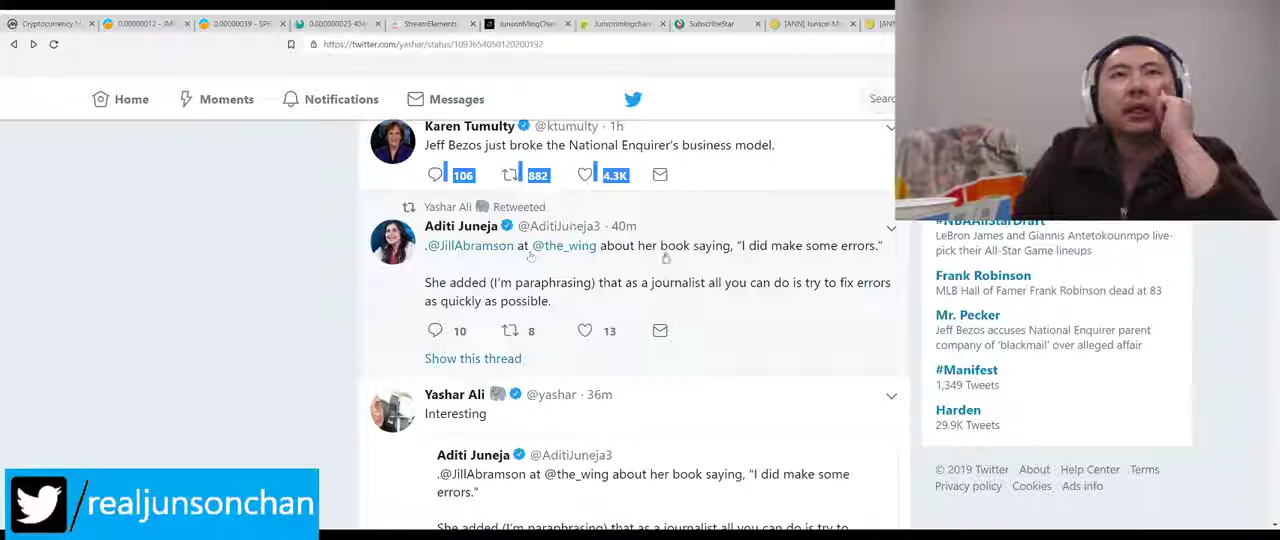 Cryptocurrency M
0.00000012 - JM
0.00000039 - SP
0.000000025 404
StreamElements
JunsonMingChan
Junsonmingchan
SubscribeStar
[ANN] Junson Mi
[ANN]
https://twitter.com/yashar/status/1093654050120200192
Home
Moments
Notifications
Messages
Searc
Karen Tumulty @ktumulty · 1h
Jeff Bezos just broke the National Enquirer's business model.
106 882 4.3K
Yashar Ali Retweeted
Aditi Juneja @AditiJuneja3 · 40m
.@JillAbramson at @the_wing about her book saying, "I did make some errors."
She added (I'm paraphrasing) that as a journalist all you can do is try to fix errors
as quickly as possible.
10 8 13
Show this thread
Yashar Ali @yashar · 36m
Interesting
Aditi Juneja @AditiJuneja3
.@JillAbramson at @the_wing about her book saying, "I did make some
errors."
She added (I'm paraphrasing) that as a journalist all you can do is try to
#NBAAllStarDraft
LeBron James and Giannis Antetokounmpo live-
pick their All-Star Game lineups
Frank Robinson
MLB Hall of Famer Frank Robinson dead at 83
Mr. Pecker
Jeff Bezos accuses National Enquirer parent
company of 'blackmail' over alleged affair
#Manifest
1,349 Tweets
Harden
29.9K Tweets
© 2019 Twitter About Help Center Terms
Privacy policy Cookies Ads info
/realjunsonchan